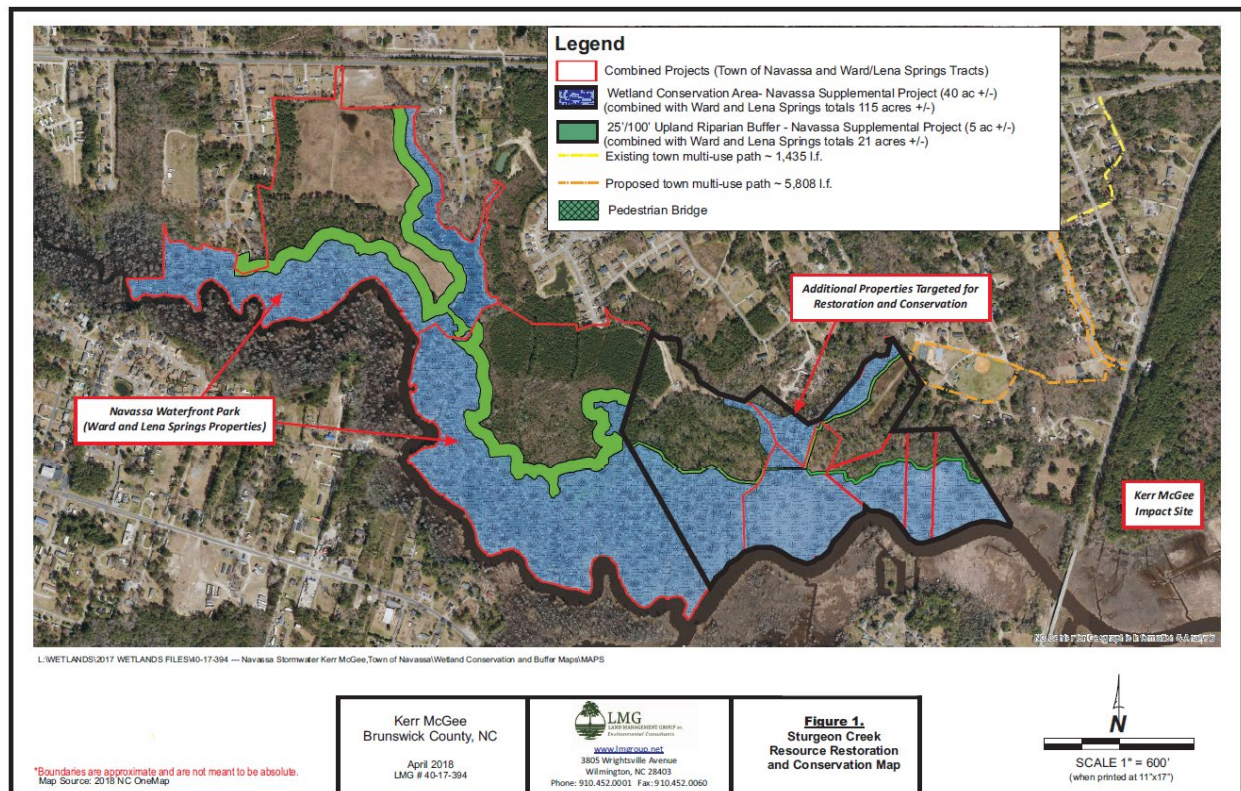 Legend
Combined Projects (Town of Navassa and Ward/Lena Springs Tracts)
Wetland Conservation Area- Navassa Supplemental Project (40 ac +/-)
(combined with Ward and Lena Springs totals 115 acres +/-)
25'/100' Upland Riparian Buffer - Navassa Supplemental Project (5 ac +/-)
(combined with Ward and Lena Springs totals 21 acres +/-)
Existing town multi-use path ~ 1,435 l.f.
Proposed town multi-use path ~ 5,808 l.f.
Pedestrian Bridge
Additional Properties Targeted for
Restoration and Conservation
Navassa Waterfront Park
(Ward and Lena Springs Properties)
Kerr McGee
Impact Site
NC Center for Geographic Information & Analysis
L:\WETLANDS\2017 WETLANDS FILES\40-17-394 --- Navassa Stormwater Kerr McGee,Town of Navassa\Wetland Conservation and Buffer Maps\MAPS
*Boundaries are approximate and are not meant to be absolute.
Map Source: 2018 NC OneMap
Kerr McGee
Brunswick County, NC
April 2018
LMG # 40-17-394
LMG
LAND MANAGEMENT GROUP INC.
Environmental Consultants
www.lmgroup.net
3805 Wrightsville Avenue
Wilmington, NC 28403
Phone: 910.452.0001 Fax: 910.452.0060
Figure 1.
Sturgeon Creek
Resource Restoration
and Conservation Map
N
SCALE 1" = 600'
(when printed at 11"x17")